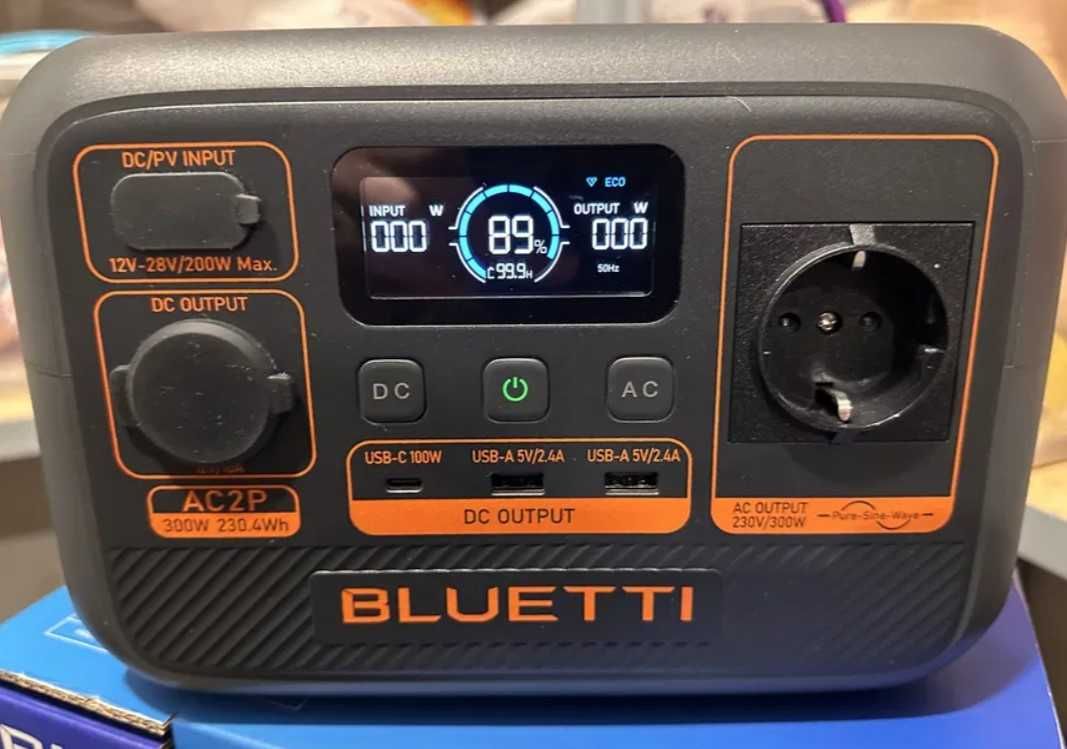 DC/PV INPUT
12V-28V/200W Max.
DC OUTPUT
AC2P
300W 230.4Wh
ECO
INPUT W
000
89%
99.9H
OUTPUT W
000
50Hz
DC
AC
USB-C 100W
USB-A 5V/2.4A
USB-A 5V/2.4A
DC OUTPUT
AC OUTPUT
230V/300W
Pure-Sine-Wave
BLUETTI